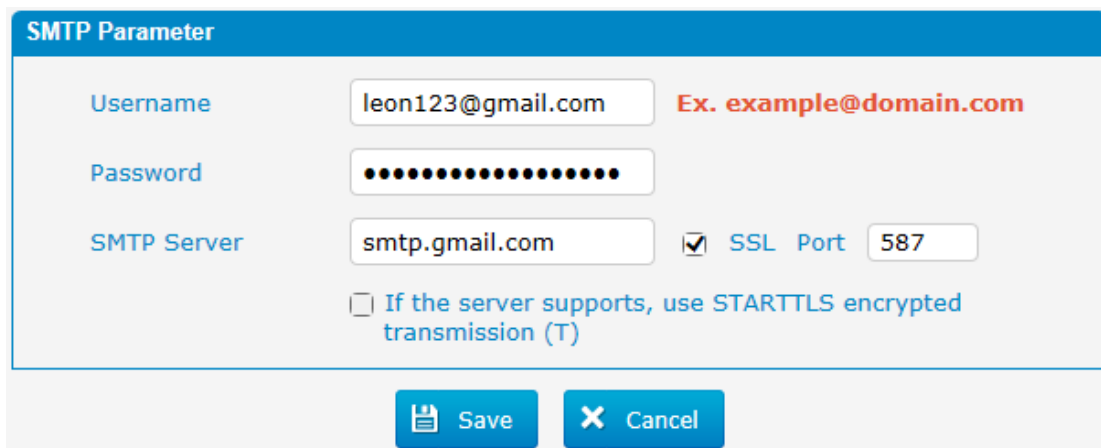 SMTP Parameter
Username leon123@gmail.com Ex. example@domain.com
Password ••••••••••••••••••
SMTP Server smtp.gmail.com SSL Port 587
If the server supports, use STARTTLS encrypted
transmission (T)
Save Cancel